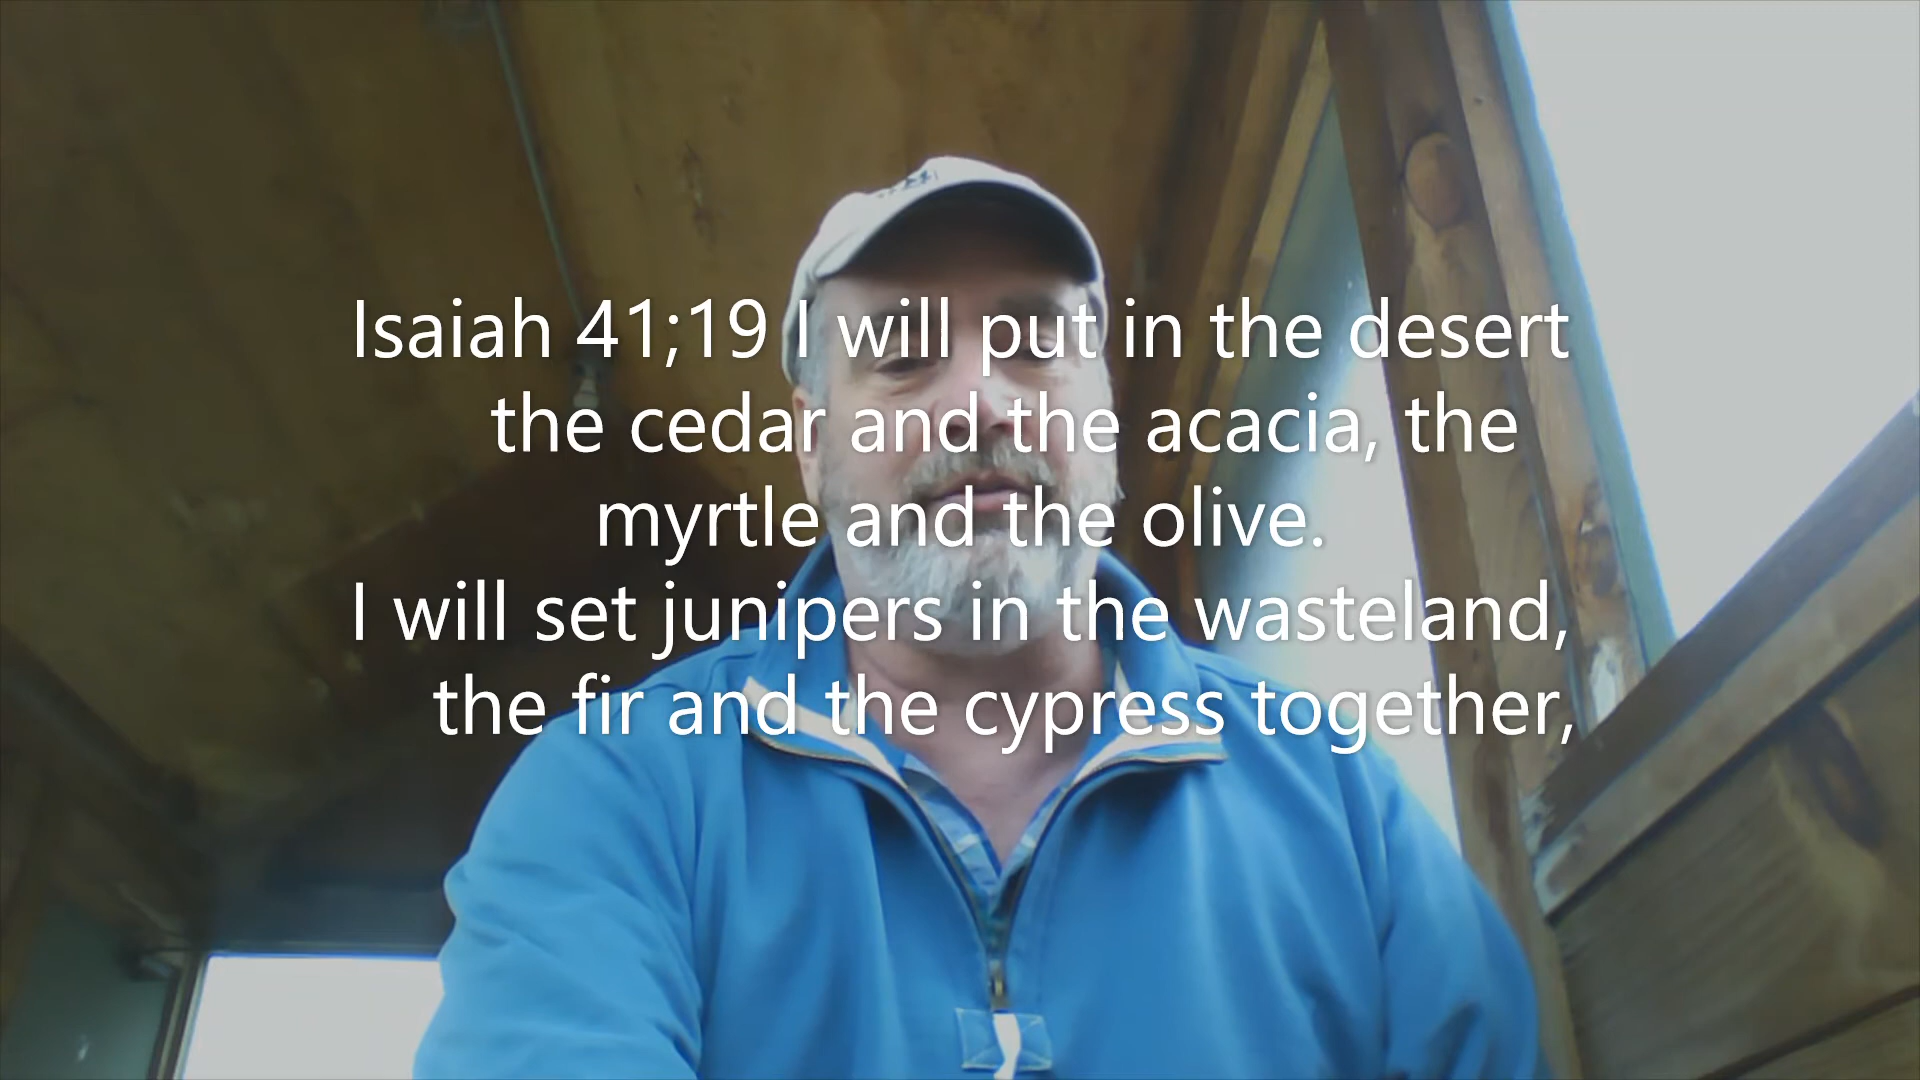 Isaiah 41;19 I will put in the desert
the cedar and the acacia, the
myrtle and the olive.
I will set junipers in the wasteland,
the fir and the cypress together,